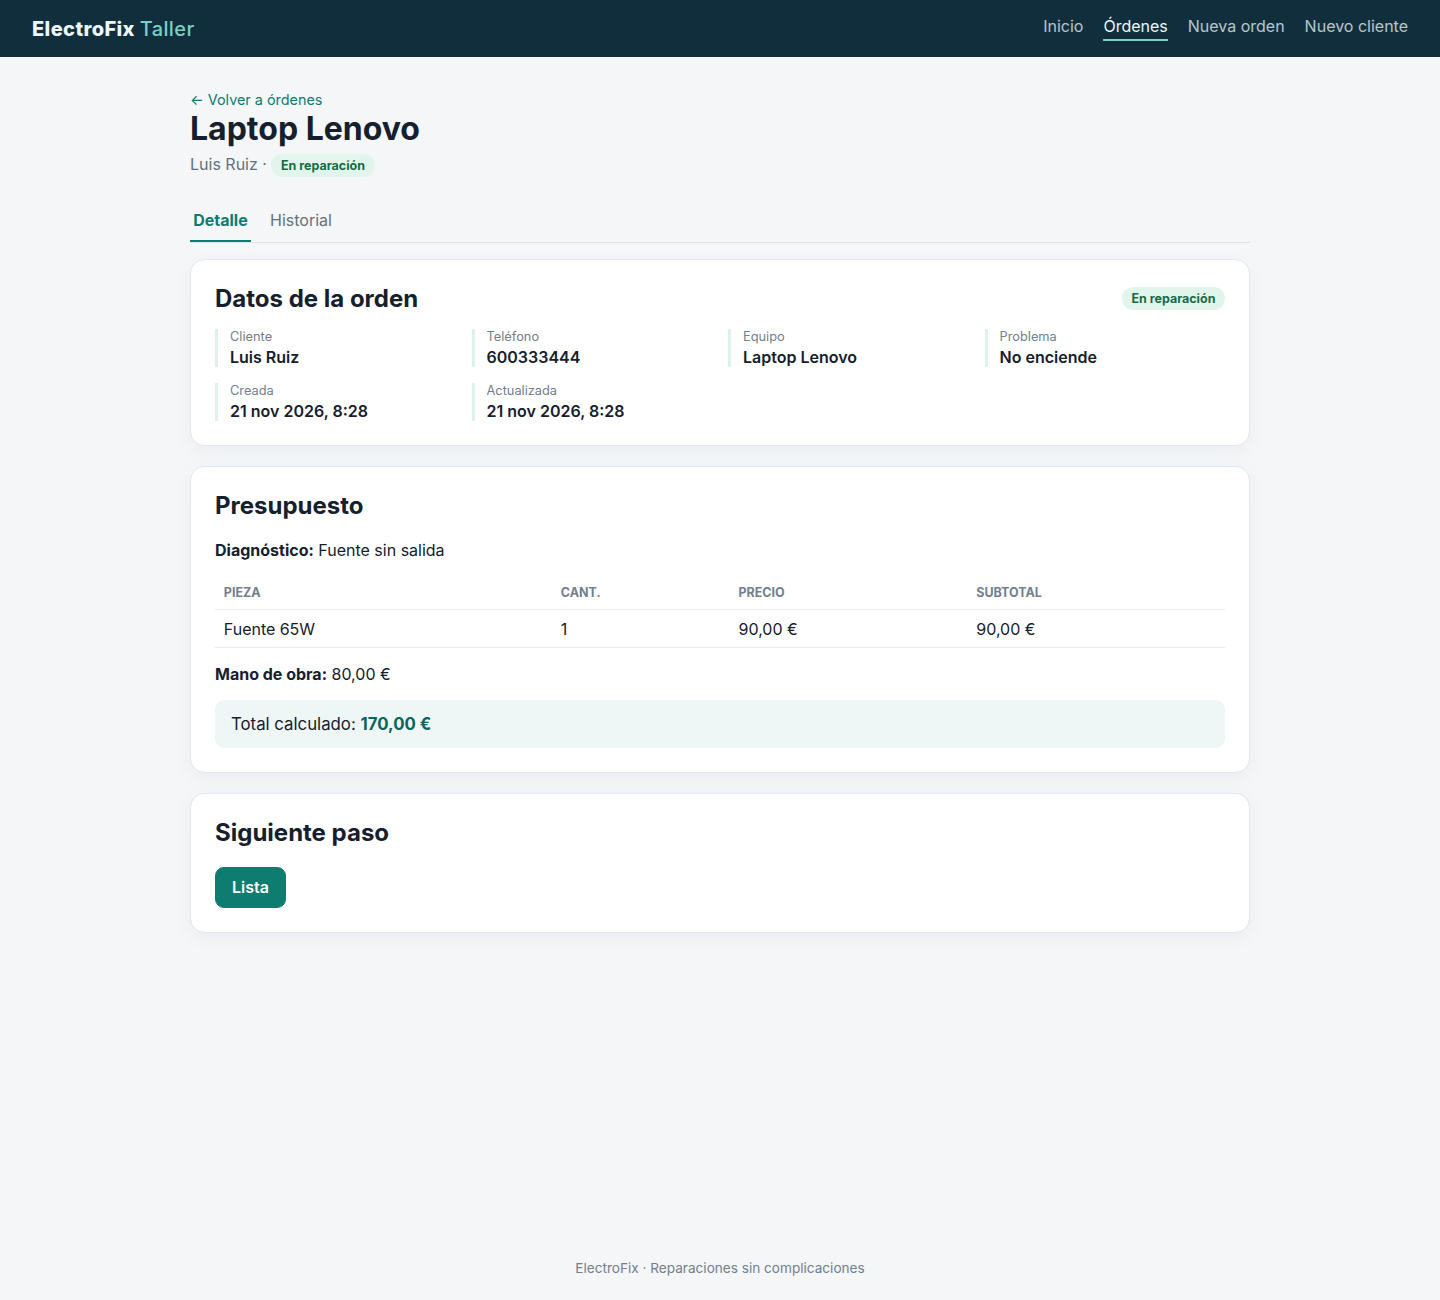 ElectroFix Taller
Inicio Órdenes Nueva orden Nuevo cliente
← Volver a órdenes
Laptop Lenovo
Luis Ruiz · En reparación
Detalle Historial
Datos de la orden En reparación
Cliente Teléfono Equipo Problema
Luis Ruiz 600333444 Laptop Lenovo No enciende
Creada Actualizada
21 nov 2026, 8:28 21 nov 2026, 8:28
Presupuesto
Diagnóstico: Fuente sin salida
PIEZA CANT. PRECIO SUBTOTAL
Fuente 65W 1 90,00 € 90,00 €
Mano de obra: 80,00 €
Total calculado: 170,00 €
Siguiente paso
Lista
ElectroFix · Reparaciones sin complicaciones